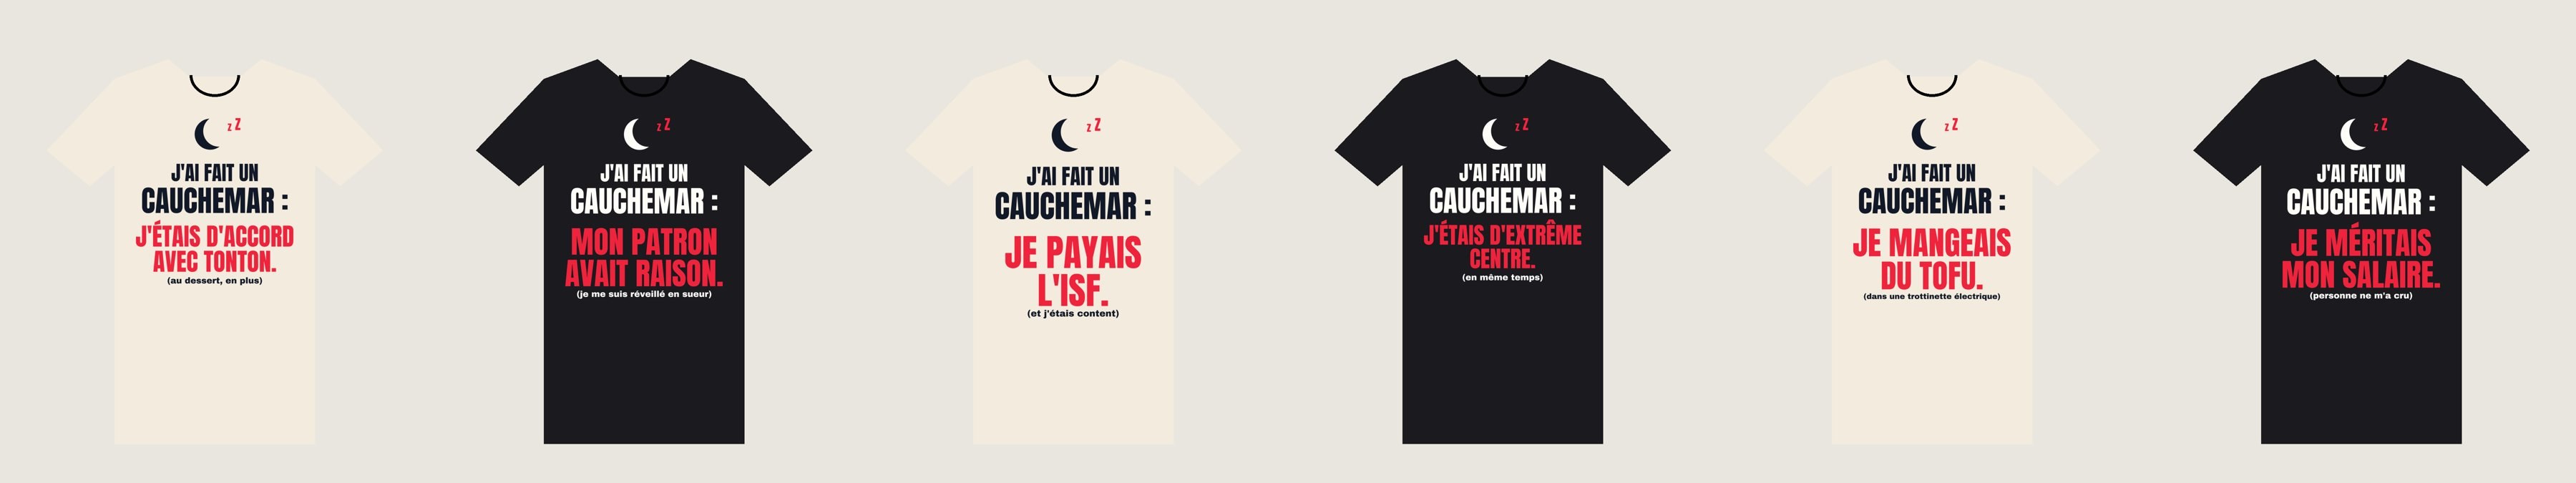 z Z
J'AI FAIT UN
CAUCHEMAR :
J'ÉTAIS D'ACCORD
AVEC TONTON.
(au dessert, en plus)
z Z
J'AI FAIT UN
CAUCHEMAR :
MON PATRON
AVAIT RAISON.
(je me suis réveillé en sueur)
z Z
J'AI FAIT UN
CAUCHEMAR :
JE PAYAIS
L'ISF.
(et j'étais content)
z Z
J'AI FAIT UN
CAUCHEMAR :
J'ÉTAIS D'EXTRÊME
CENTRE.
(en même temps)
z Z
J'AI FAIT UN
CAUCHEMAR :
JE MANGEAIS
DU TOFU.
(dans une trottinette électrique)
z Z
J'AI FAIT UN
CAUCHEMAR :
JE MÉRITAIS
MON SALAIRE.
(personne ne m'a cru)